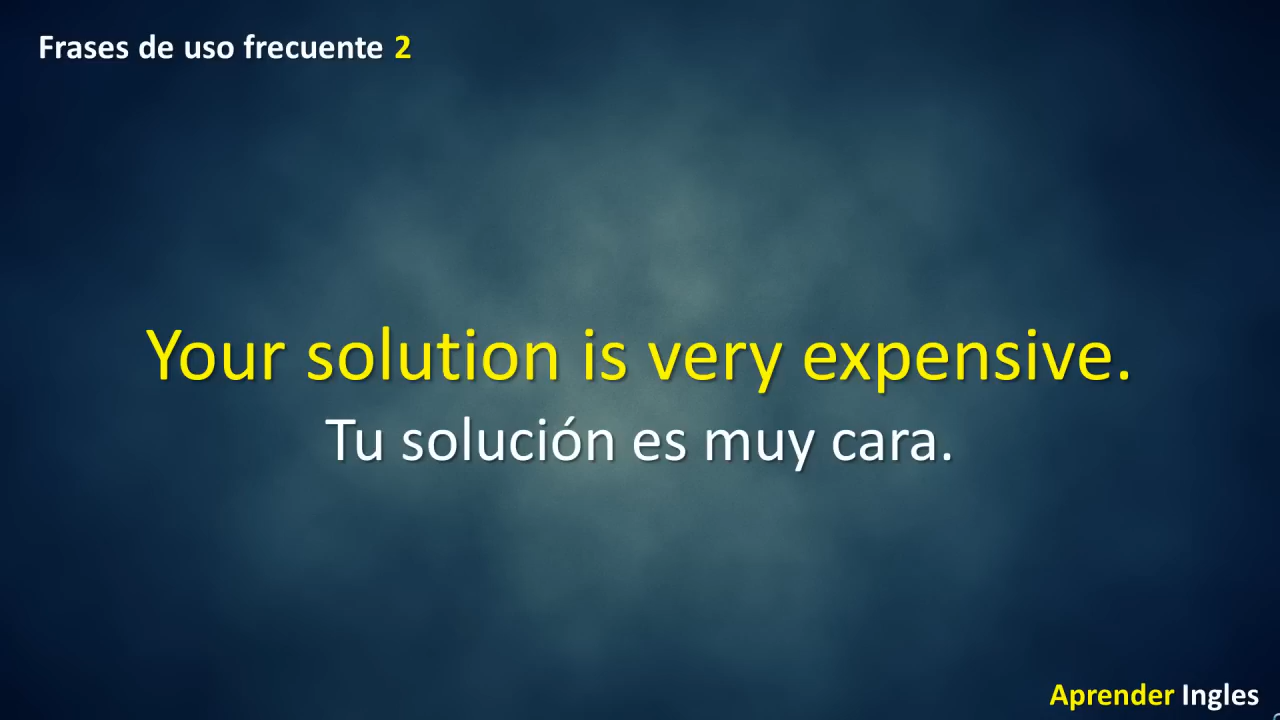 Frases de uso frecuente 2
Your solution is very expensive.
Tu solución es muy cara.
Aprender Ingles